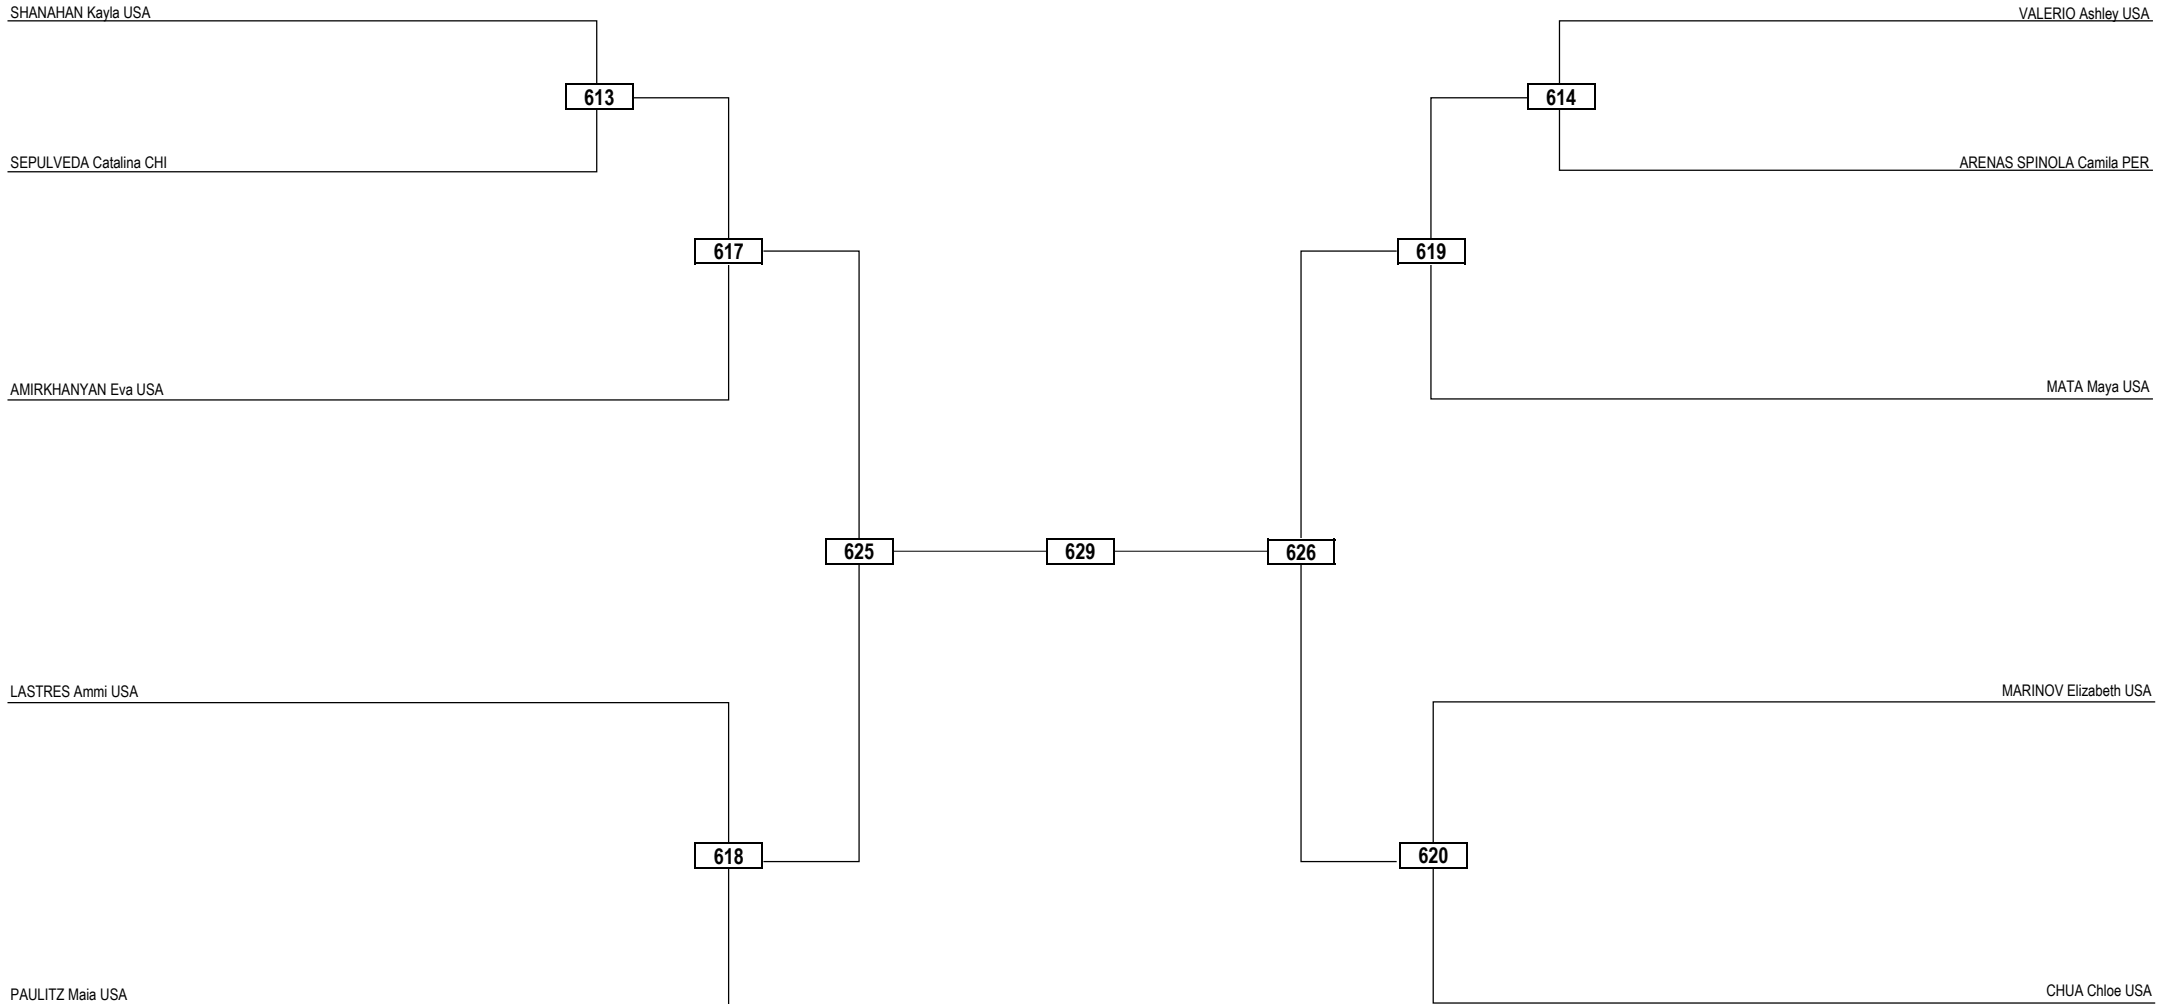 SHANAHAN Kayla USA
VALERIO Ashley USA
613
614
SEPULVEDA Catalina CHI
ARENAS SPINOLA Camila PER
617
619
AMIRKHANYAN Eva USA
MATA Maya USA
625
629
626
LASTRES Ammi USA
MARINOV Elizabeth USA
618
620
PAULITZ Maia USA
CHUA Chloe USA